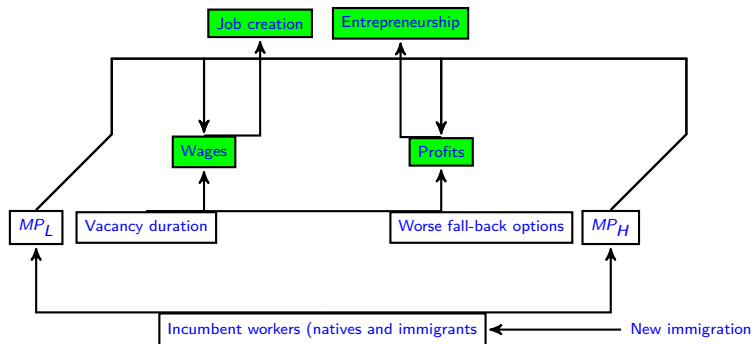 Job creation
Entrepreneurship
Wages
Profits
MP_L
Vacancy duration
Worse fall-back options
MP_H
Incumbent workers (natives and immigrants
New immigration